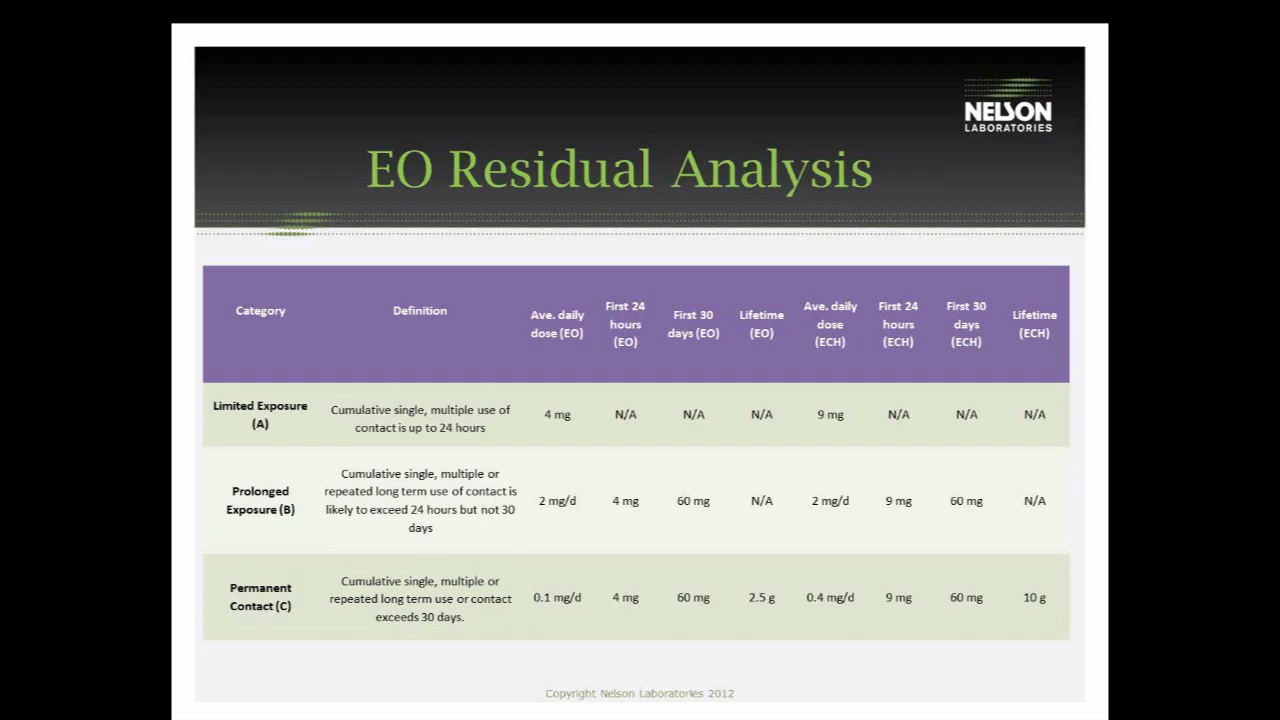 NELSON
LABORATORIES
EO Residual Analysis
Category
Definition
Ave. daily
dose (EO)
First 24
hours
(EO)
First 30
days (EO)
Lifetime
(EO)
Ave. daily
dose
(ECH)
First 24
hours
(ECH)
First 30
days
(ECH)
Lifetime
(ECH)
Limited Exposure
(A)
Cumulative single, multiple use of
contact is up to 24 hours
4 mg
N/A
N/A
N/A
9 mg
N/A
N/A
N/A
Prolonged
Exposure (B)
Cumulative single, multiple or
repeated long term use of contact is
likely to exceed 24 hours but not 30
days
2 mg/d
4 mg
60 mg
N/A
2 mg/d
9 mg
60 mg
N/A
Permanent
Contact (C)
Cumulative single, multiple or
repeated long term use or contact
exceeds 30 days.
0.1 mg/d
4 mg
60 mg
2.5 g
0.4 mg/d
9 mg
60 mg
10 g
Copyright Nelson Laboratories 2012